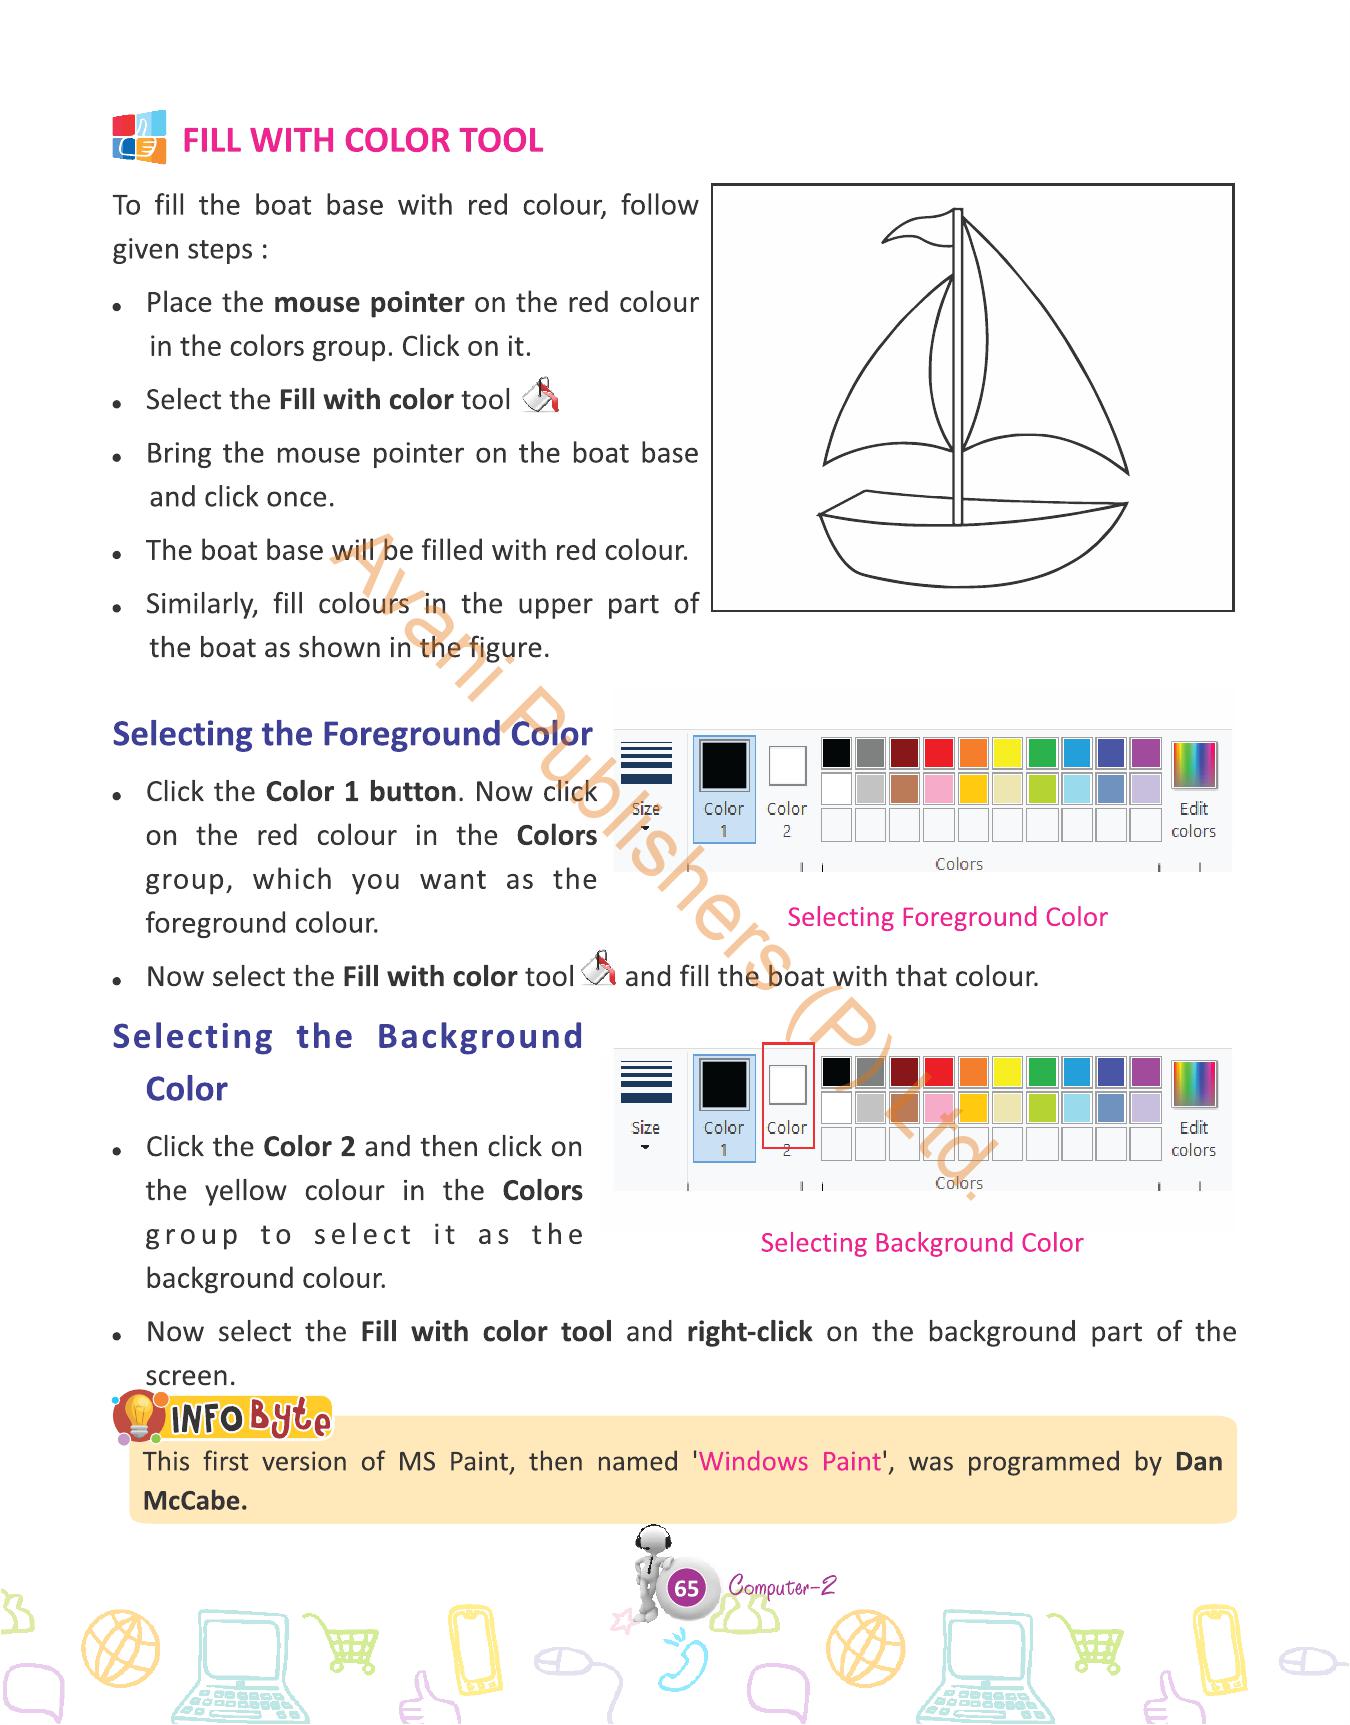 FILL WITH COLOR TOOL
To fill the boat base with red colour, follow
given steps :
• Place the mouse pointer on the red colour
in the colors group. Click on it.
• Select the Fill with color tool
• Bring the mouse pointer on the boat base
and click once.
• The boat base will be filled with red colour.
• Similarly, fill colours in the upper part of
the boat as shown in the figure.
Selecting the Foreground Color
• Click the Color 1 button. Now click
on the red colour in the Colors
group, which you want as the
foreground colour.
Size
Color
1
Color
2
Edit
colors
Colors
Selecting Foreground Color
• Now select the Fill with color tool and fill the boat with that colour.
Selecting the Background
Color
• Click the Color 2 and then click on
the yellow colour in the Colors
group to select it as the
background colour.
Size
Color
1
Color
2
Edit
colors
Colors
Selecting Background Color
• Now select the Fill with color tool and right-click on the background part of the
screen.
INFO Byte
This first version of MS Paint, then named 'Windows Paint', was programmed by Dan
McCabe.
65 Computer-2
Avani Publishers (P) Ltd.